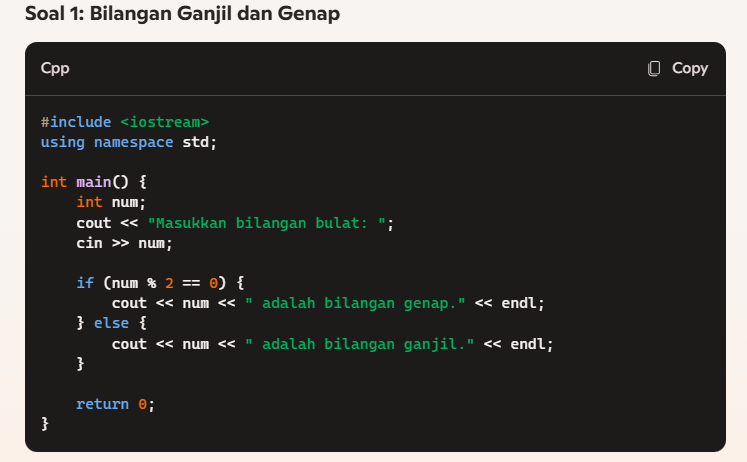 Soal 1: Bilangan Ganjil dan Genap
Cpp
Copy
#include <iostream>
using namespace std;
int main() {
    int num;
    cout << "Masukkan bilangan bulat: ";
    cin >> num;
    if (num % 2 == 0) {
        cout << num << " adalah bilangan genap." << endl;
    } else {
        cout << num << " adalah bilangan ganjil." << endl;
    }
    return 0;
}